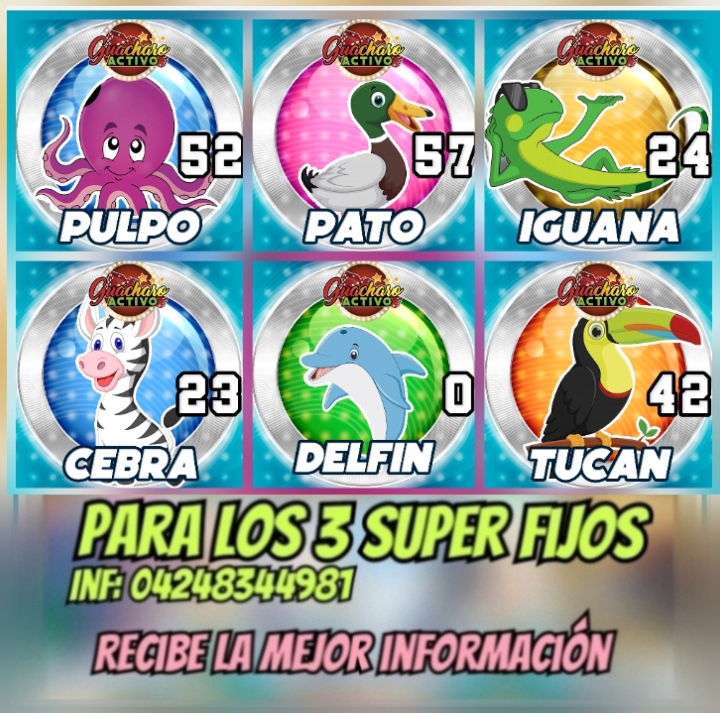 Guácharo ACTIVO
52
PULPO
Guácharo ACTIVO
57
PATO
Guácharo ACTIVO
24
IGUANA
Guácharo ACTIVO
23
CEBRA
Guácharo ACTIVO
0
DELFIN
Guácharo ACTIVO
42
TUCAN
PARA LOS 3 SUPER FIJOS
INF: 04248344981
RECIBE LA MEJOR INFORMACIÓN